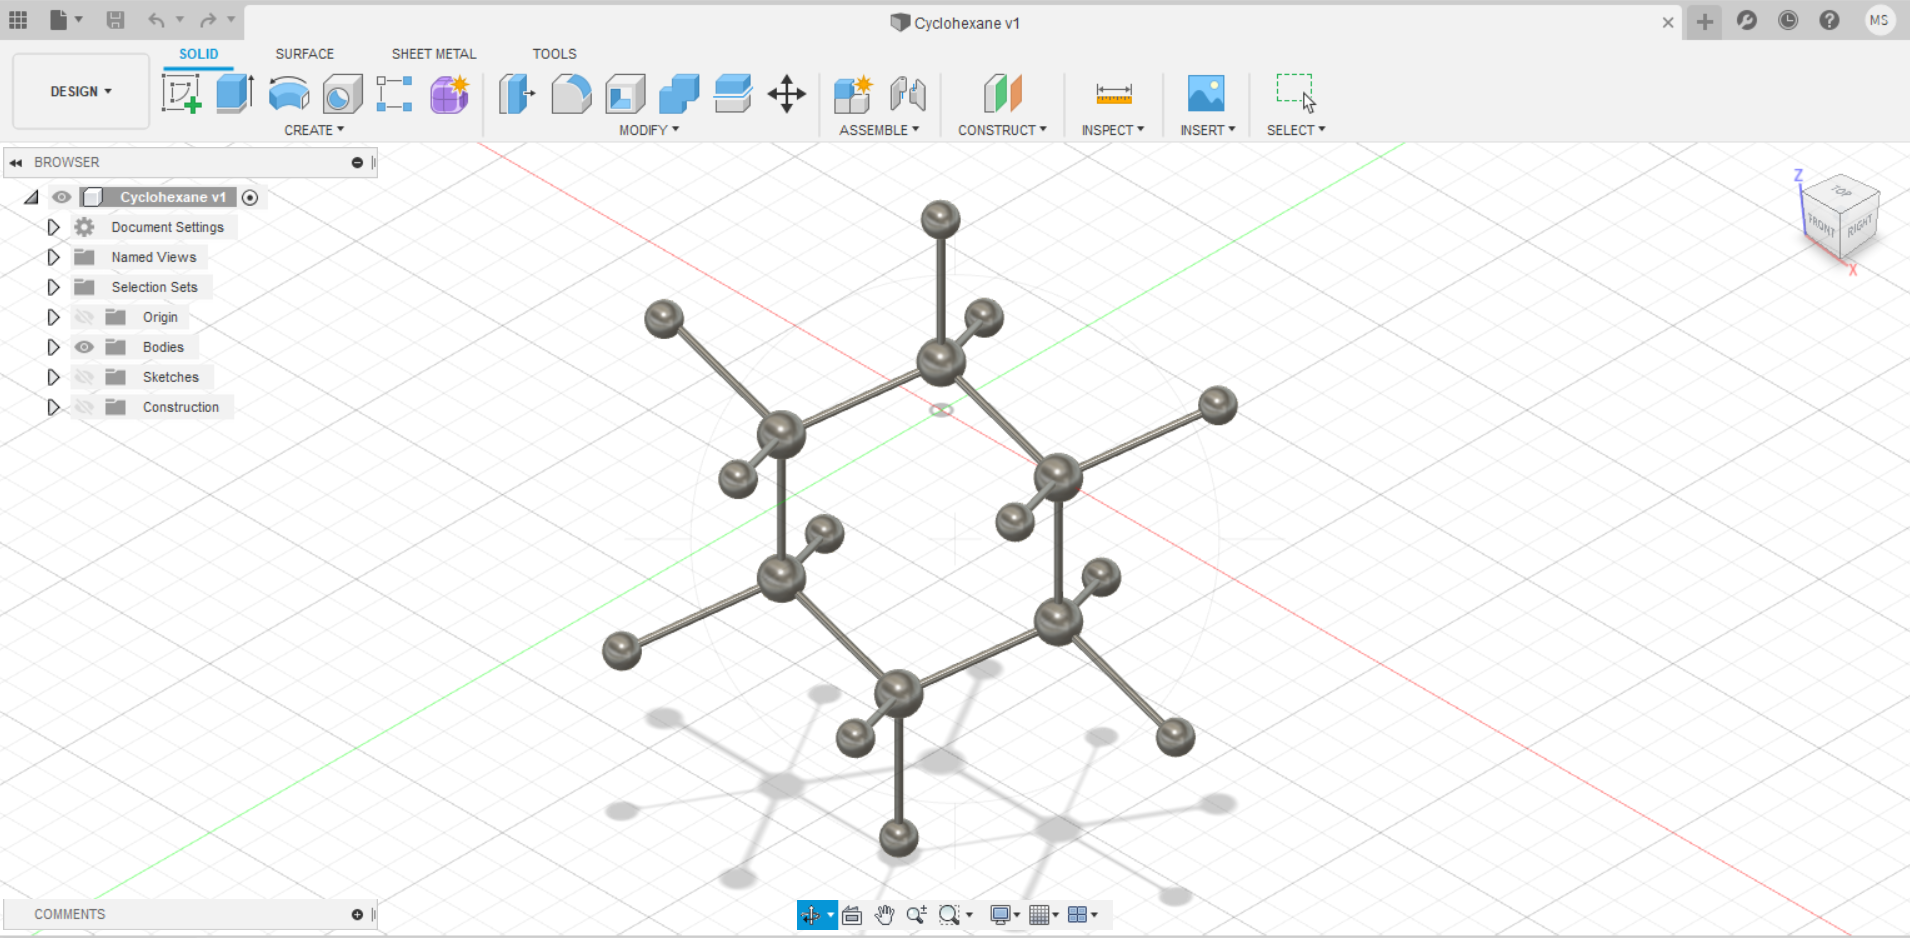 Cyclohexane v1
MS
DESIGN
SOLID
SURFACE
SHEET METAL
TOOLS
CREATE
MODIFY
ASSEMBLE
CONSTRUCT
INSPECT
INSERT
SELECT
BROWSER
Cyclohexane v1
Document Settings
Named Views
Selection Sets
Origin
Bodies
Sketches
Construction
Z
TOP
FRONT
RIGHT
X
COMMENTS